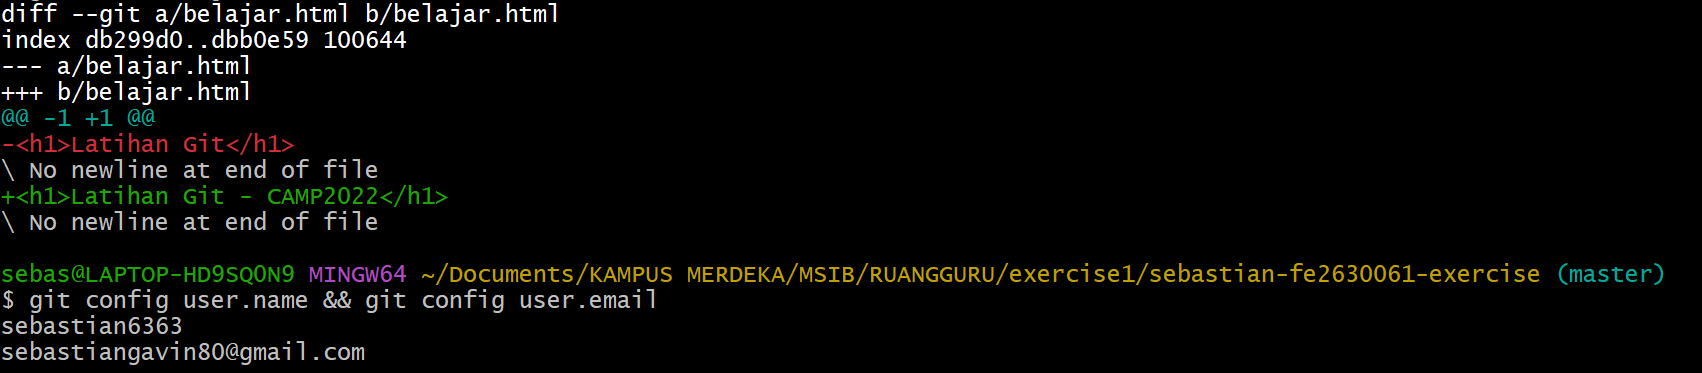 diff --git a/belajar.html b/belajar.html
index db299d0..dbb0e59 100644
--- a/belajar.html
+++ b/belajar.html
@@ -1 +1 @@
-<h1>Latihan Git</h1>
\ No newline at end of file
+<h1>Latihan Git - CAMP2022</h1>
\ No newline at end of file
sebas@LAPTOP-HD9SQ0N9 MINGW64 ~/Documents/KAMPUS MERDEKA/MSIB/RUANGGURU/exercise1/sebastian-fe2630061-exercise (master)
$ git config user.name && git config user.email
sebastian6363
sebastiangavin80@gmail.com